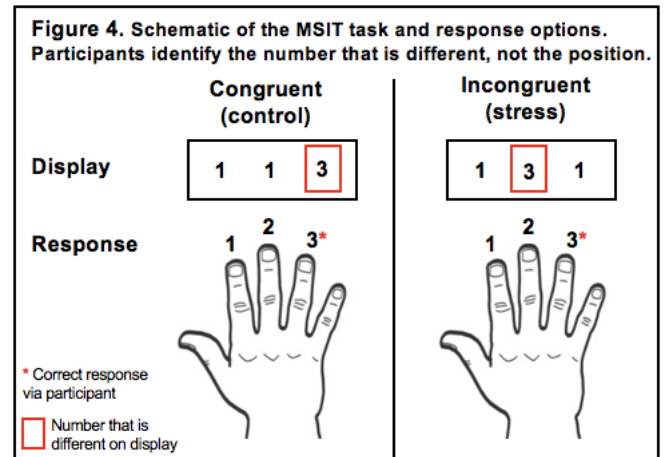 Figure 4. Schematic of the MSIT task and response options.
Participants identify the number that is different, not the position.
Congruent
(control)
Incongruent
(stress)
Display
1 1 3
1 3 1
Response
1 2 3*
1 2 3*
* Correct response
via participant
Number that is
different on display